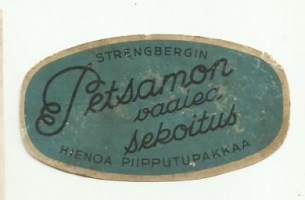 STRENGBERGIN
Petsamon
vaalea
sekoitus
HIENOA PIIPPUTUPAKKAA